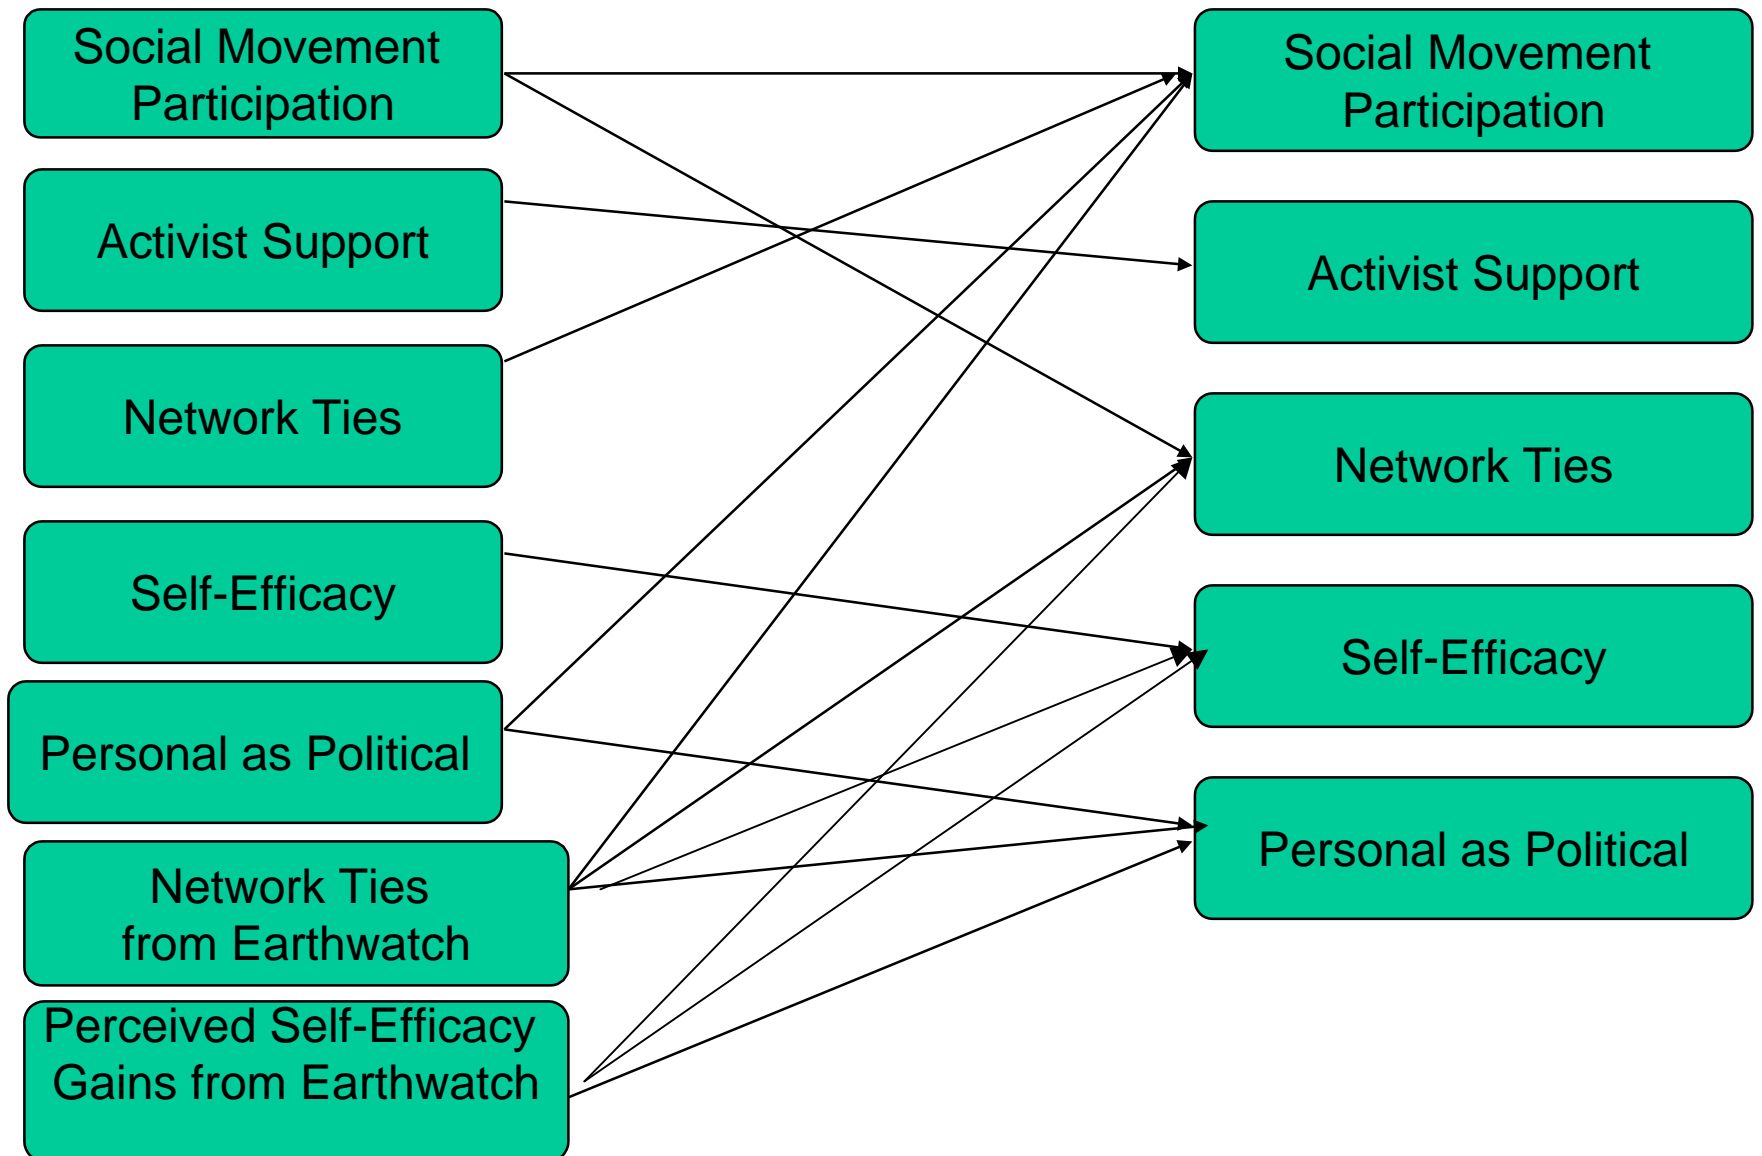 Social Movement
Participation
Activist Support
Network Ties
Self-Efficacy
Personal as Political
Network Ties
from Earthwatch
Perceived Self-Efficacy
Gains from Earthwatch
Social Movement
Participation
Activist Support
Network Ties
Self-Efficacy
Personal as Political